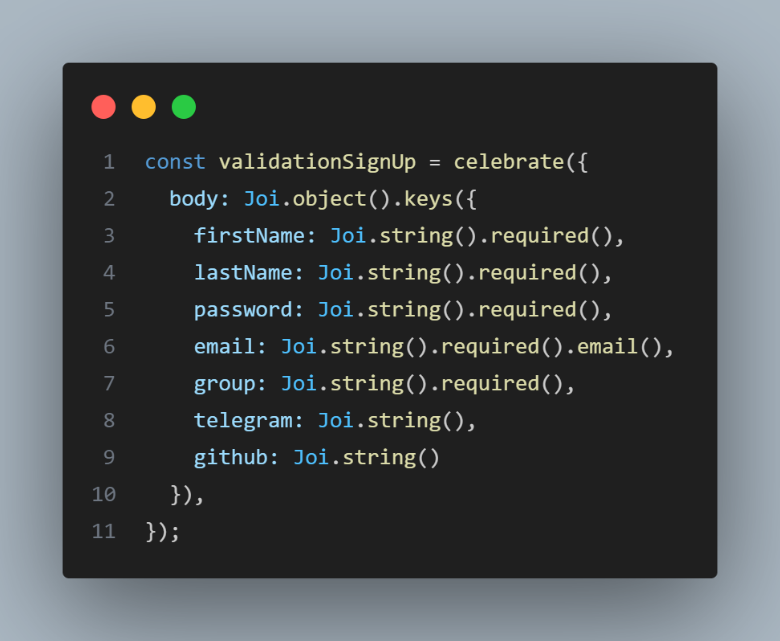 1 const validationSignUp = celebrate({
2 body: Joi.object().keys({
3 firstName: Joi.string().required(),
4 lastName: Joi.string().required(),
5 password: Joi.string().required(),
6 email: Joi.string().required().email(),
7 group: Joi.string().required(),
8 telegram: Joi.string(),
9 github: Joi.string()
10 }),
11 });